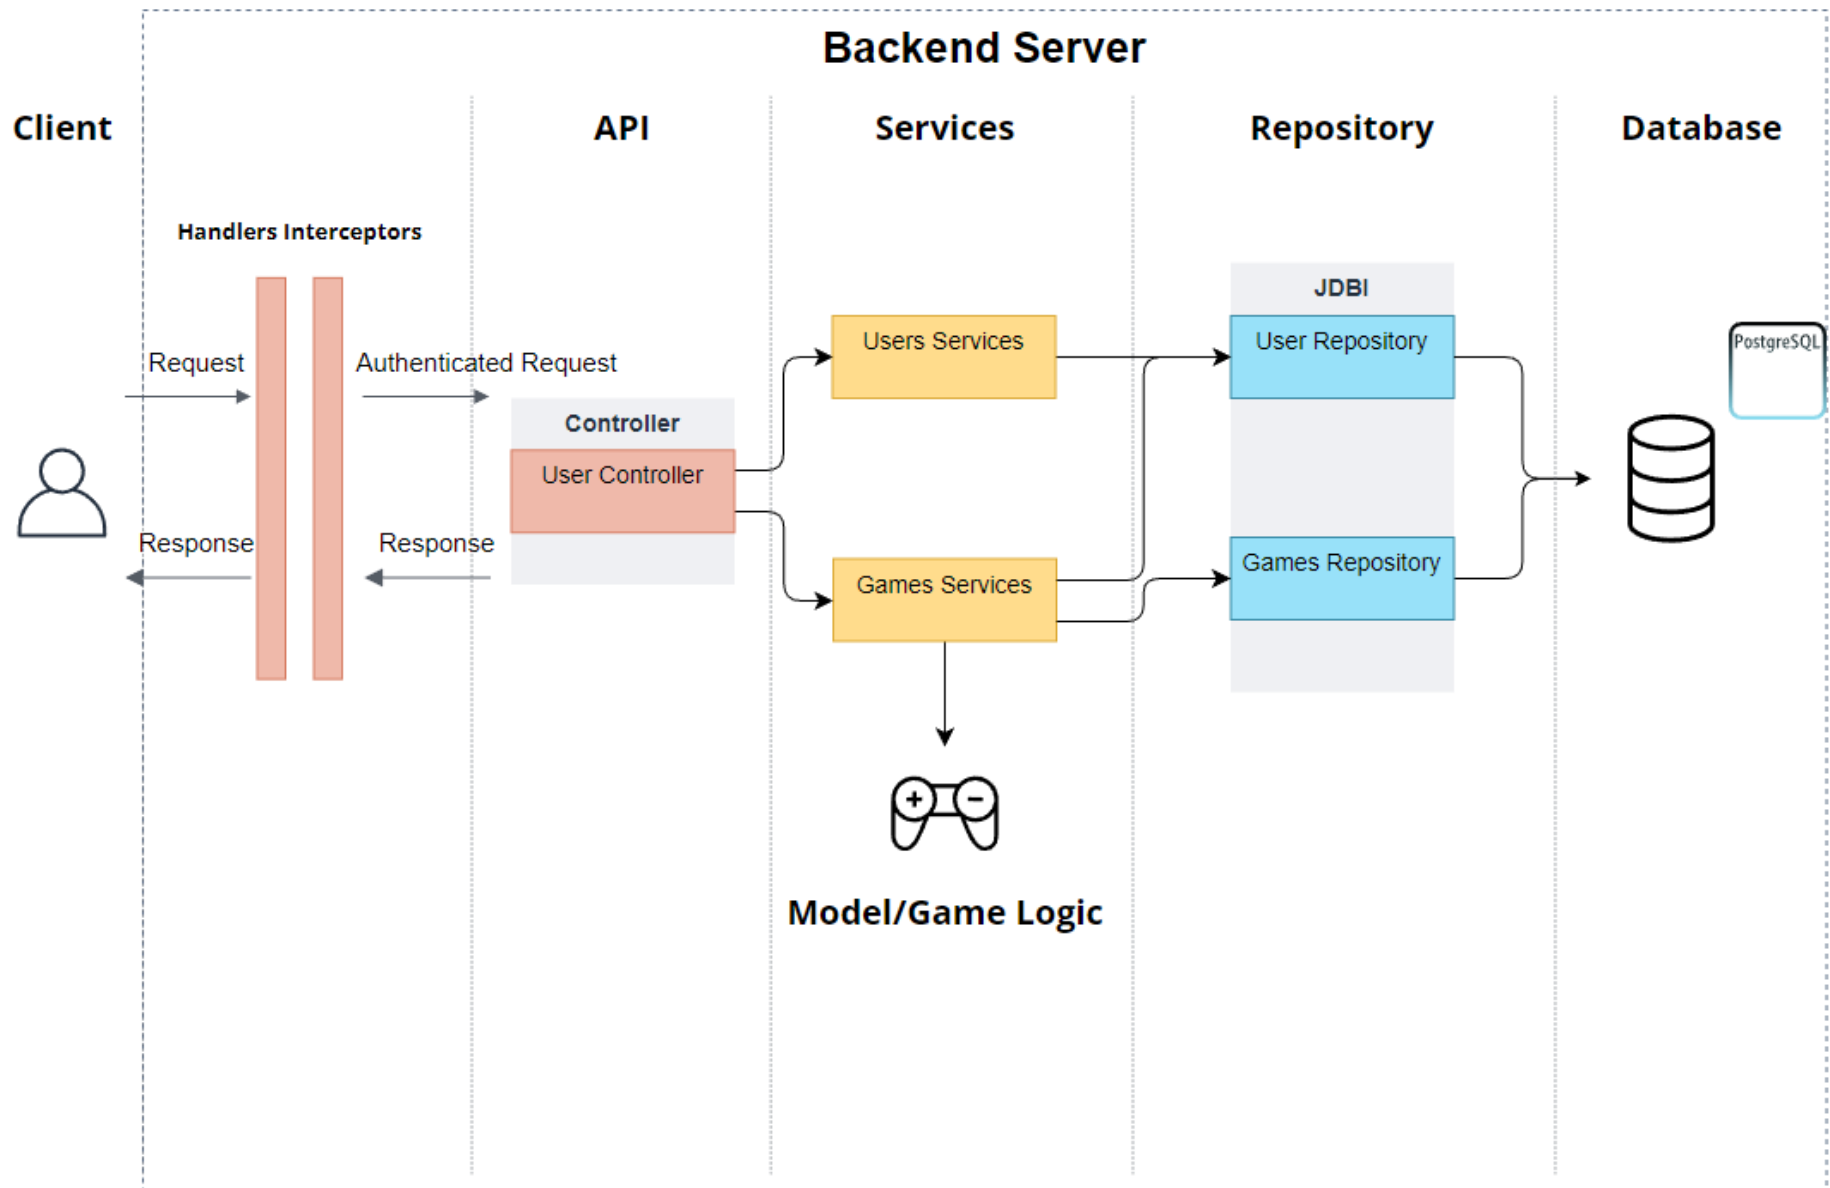 Backend Server
Client
API
Services
Repository
Database
Handlers Interceptors
JDBI
PostgreSQL
Users Services
User Repository
Request
Authenticated Request
Controller
User Controller
Response
Response
Games Services
Games Repository
Model/Game Logic